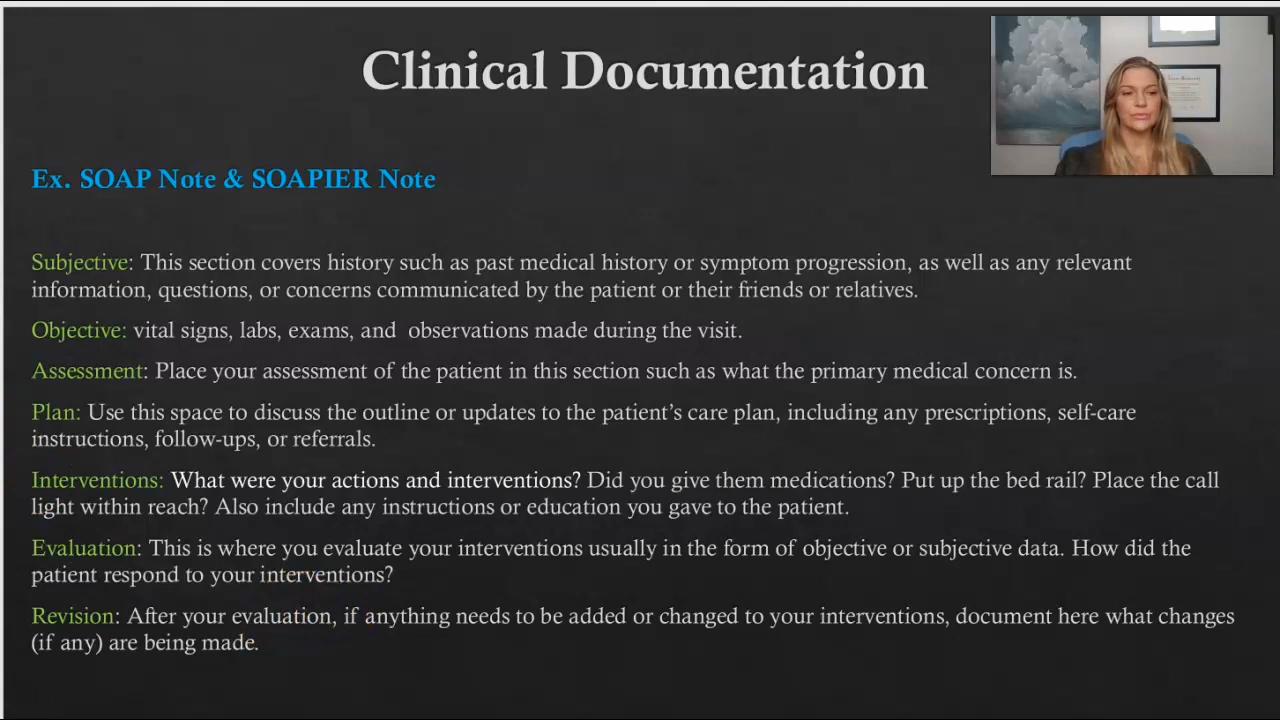 Clinical Documentation
Ex. SOAP Note & SOAPIER Note
Subjective: This section covers history such as past medical history or symptom progression, as well as any relevant
information, questions, or concerns communicated by the patient or their friends or relatives.
Objective: vital signs, labs, exams, and  observations made during the visit.
Assessment: Place your assessment of the patient in this section such as what the primary medical concern is.
Plan: Use this space to discuss the outline or updates to the patient’s care plan, including any prescriptions, self-care
instructions, follow-ups, or referrals.
Interventions: What were your actions and interventions? Did you give them medications? Put up the bed rail? Place the call
light within reach? Also include any instructions or education you gave to the patient.
Evaluation: This is where you evaluate your interventions usually in the form of objective or subjective data. How did the
patient respond to your interventions?
Revision: After your evaluation, if anything needs to be added or changed to your interventions, document here what changes
(if any) are being made.